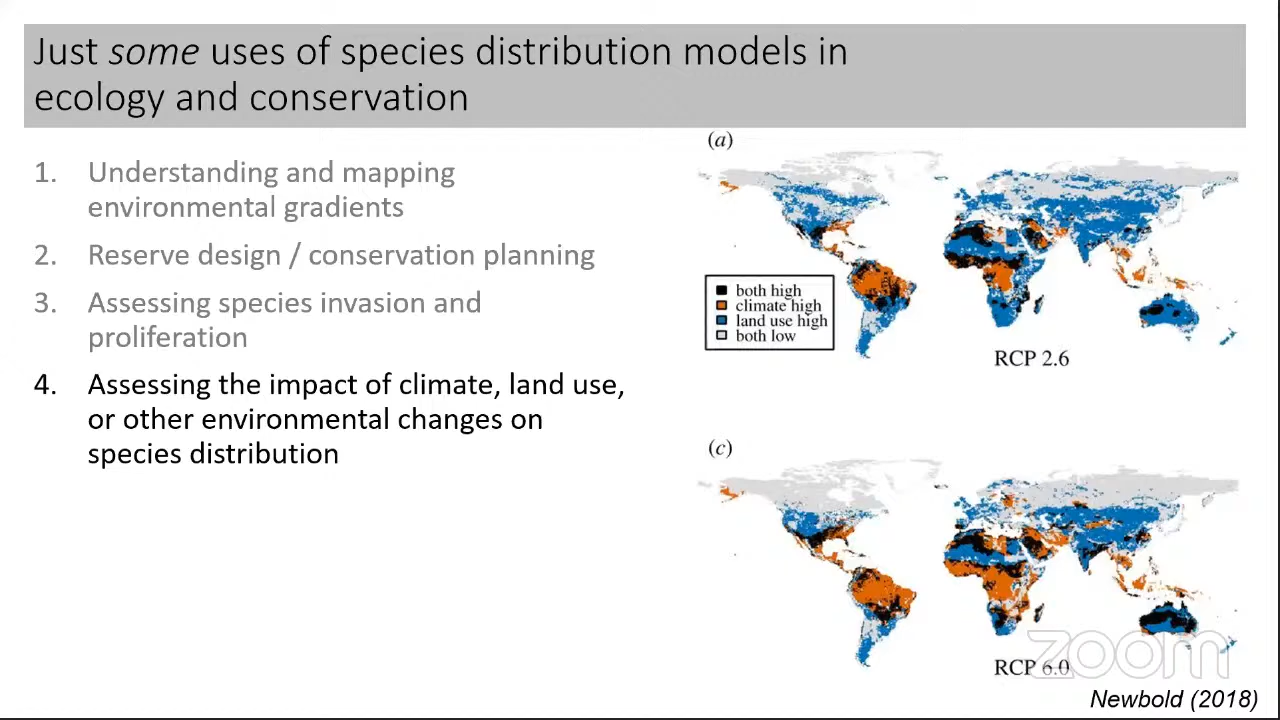 Just some uses of species distribution models in
ecology and conservation
1. Understanding and mapping
environmental gradients
2. Reserve design / conservation planning
3. Assessing species invasion and
proliferation
4. Assessing the impact of climate, land use,
or other environmental changes on
species distribution
(a)
both high
climate high
land use high
both low
RCP 2.6
(c)
RCP 6.0
zoom
Newbold (2018)